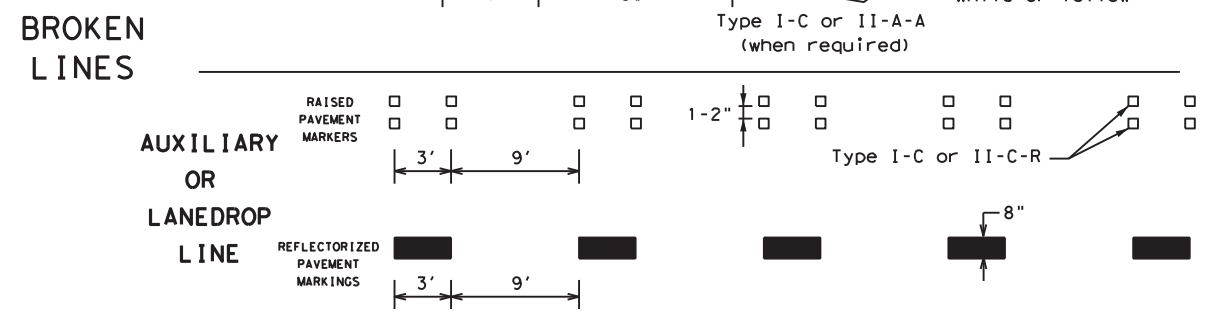 BROKEN
LINES
Type I-C or II-A-A
(when required)
RAISED
PAVEMENT
MARKERS
AUXILIARY
OR
LANEDROP
LINE
1-2"
Type I-C or II-C-R
3' 9'
8"
REFLECTORIZED
PAVEMENT
MARKINGS
3' 9'